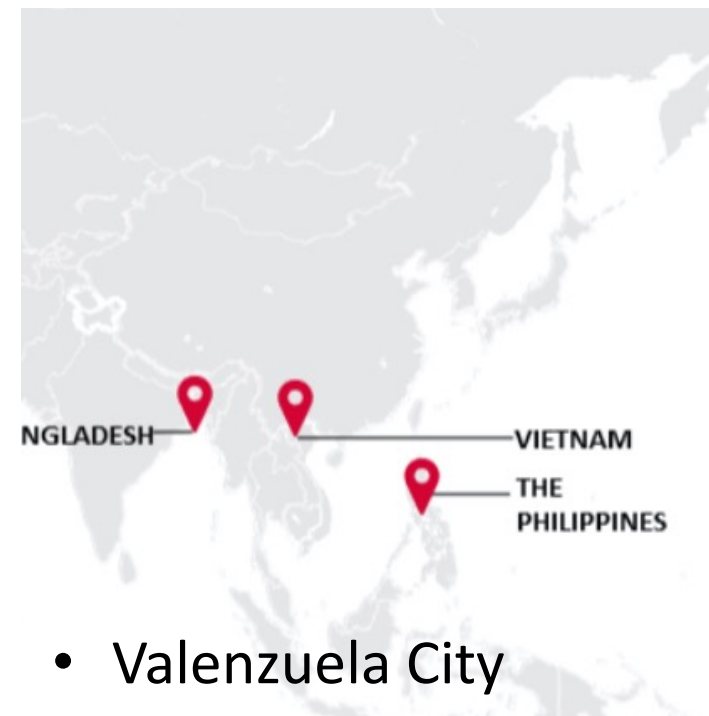 NGLADESH
VIETNAM
THE
PHILIPPINES
• Valenzuela City